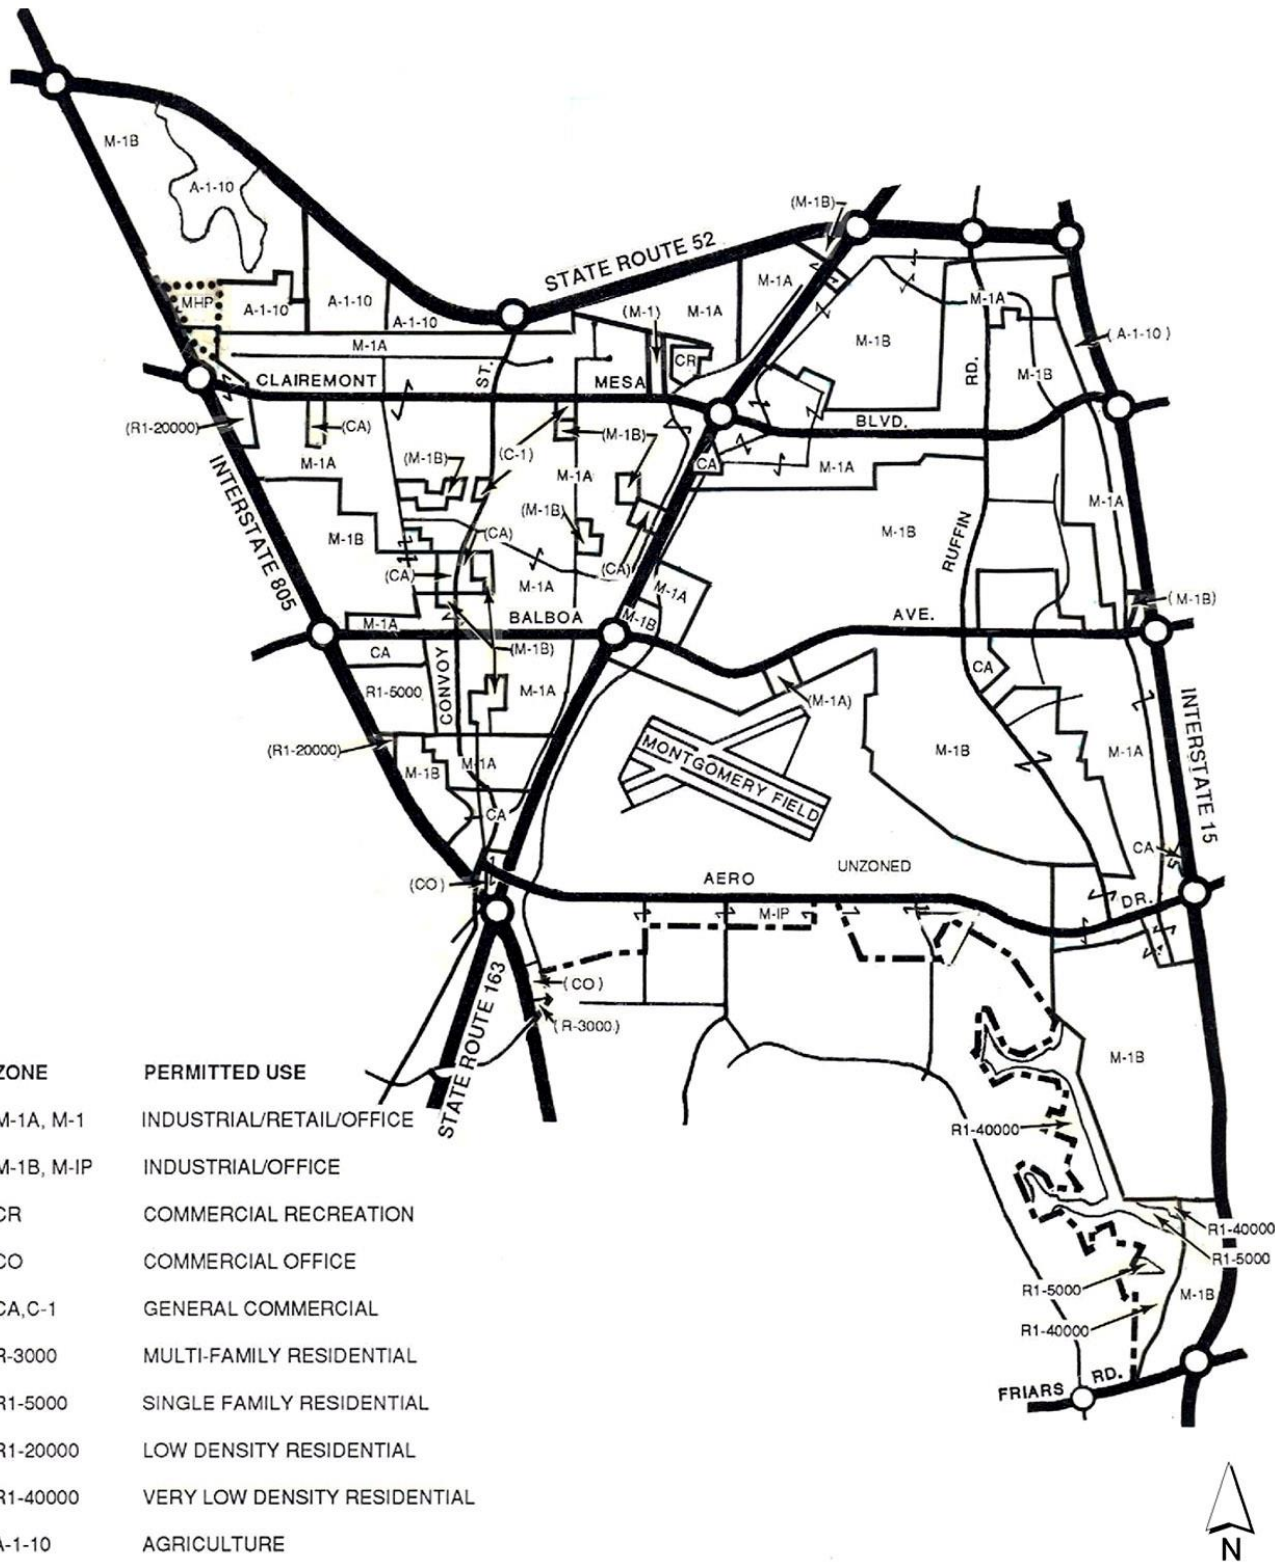 M-1B
A-1-10
(M-1B)
STATE ROUTE 52
MHP
A-1-10
A-1-10
A-1-10
(M-1)
M-1A
M-1A
M-1A
M-1B
(A-1-10)
M-1A
CR
RD.
M-1B
ST.
CLAIREMONT
MESA
BLVD.
(R1-20000)
(CA)
(C-1)
(M-1B)
M-1A
(M-1B)
M-1A
CA
M-1A
INTERSTATE 805
M-1A
M-1B
(M-1B)
(CA)
M-1B
RUFFIN
(CA)
(CA)
M-1A
M-1A
(M-1B)
M-1A
BALBOA
M-1B
AVE.
CA
(M-1B)
CA
R1-5000
CONVOY
M-1A
(M-1A)
(R1-20000)
M-1B
M-1A
MONTGOMERY FIELD
M-1B
M-1A
INTERSTATE 15
CA
CA
UNZONED
(CO)
AERO
DR.
M-IP
(CO)
(R-3000)
STATE ROUTE 163
M-1B
R1-40000
R1-40000
R1-5000
R1-5000
M-1B
R1-40000
FRIARS RD.
ZONE PERMITTED USE
M-1A, M-1 INDUSTRIAL/RETAIL/OFFICE
M-1B, M-IP INDUSTRIAL/OFFICE
CR COMMERCIAL RECREATION
CO COMMERCIAL OFFICE
CA,C-1 GENERAL COMMERCIAL
R-3000 MULTI-FAMILY RESIDENTIAL
R1-5000 SINGLE FAMILY RESIDENTIAL
R1-20000 LOW DENSITY RESIDENTIAL
R1-40000 VERY LOW DENSITY RESIDENTIAL
A-1-10 AGRICULTURE
N